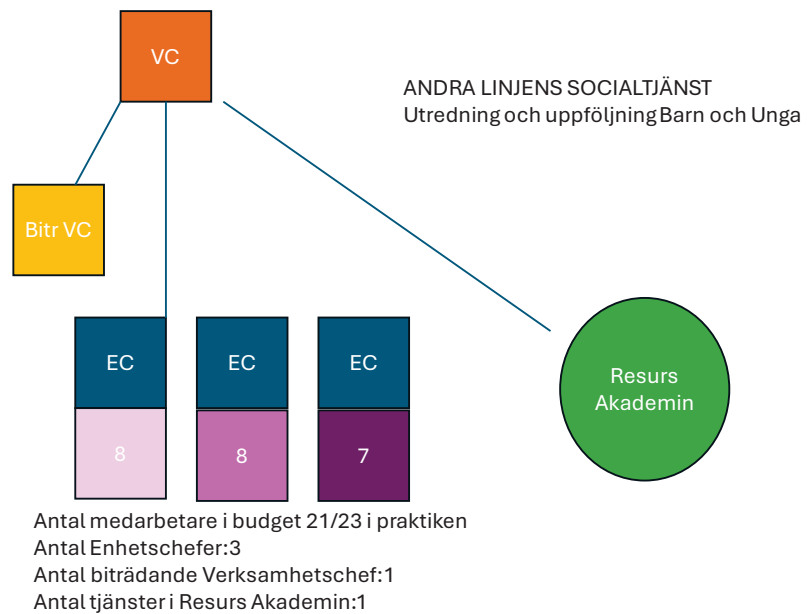 VC
ANDRA LINJENS SOCIALTJÄNST
Utredning och uppföljning Barn och Unga
Bitr VC
EC
EC
EC
Resurs
Akademin
8
8
7
Antal medarbetare i budget 21/23 i praktiken
Antal Enhetschefer:3
Antal biträdande Verksamhetschef:1
Antal tjänster i Resurs Akademin:1